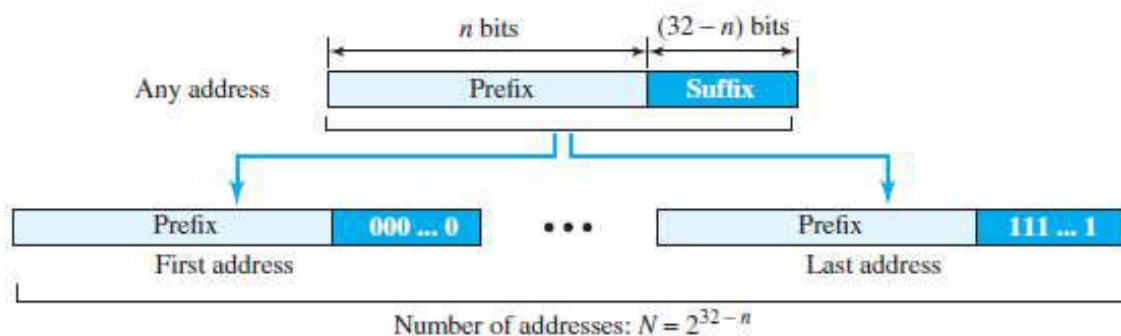 n bits (32 – n) bits
Any address Prefix Suffix
Prefix 000 ... 0 ••• Prefix 111 ... 1
First address Last address
Number of addresses: N = 2^{32 – n}